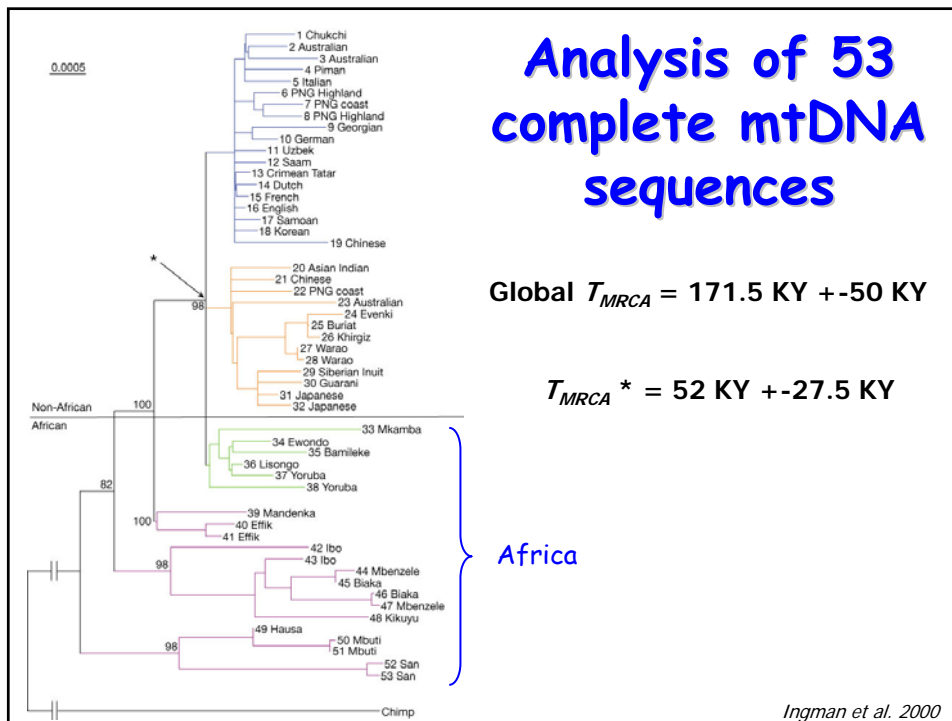 Analysis of 53
complete mtDNA
sequences
0.0005
1 Chukchi
2 Australian
3 Australian
4 Piman
5 Italian
6 PNG Highland
7 PNG coast
8 PNG Highland
9 Georgian
10 German
11 Uzbek
12 Saam
13 Crimean Tatar
14 Dutch
15 French
16 English
17 Samoan
18 Korean
19 Chinese
*
98
20 Asian Indian
21 Chinese
22 PNG coast
23 Australian
24 Evenki
25 Buriat
26 Khirgiz
27 Warao
28 Warao
29 Siberian Inuit
30 Guarani
31 Japanese
32 Japanese
Non-African
100
African
33 Mkamba
34 Ewondo
35 Bamileke
36 Lisongo
37 Yoruba
38 Yoruba
82
39 Mandenka
40 Effik
41 Effik
100
42 Ibo
43 Ibo
98
44 Mbenzele
45 Biaka
46 Biaka
47 Mbenzele
48 Kikuyu
49 Hausa
50 Mbuti
51 Mbuti
98
52 San
53 San
Chimp
Global TMRCA = 171.5 KY +-50 KY
TMRCA * = 52 KY +-27.5 KY
Africa
Ingman et al. 2000